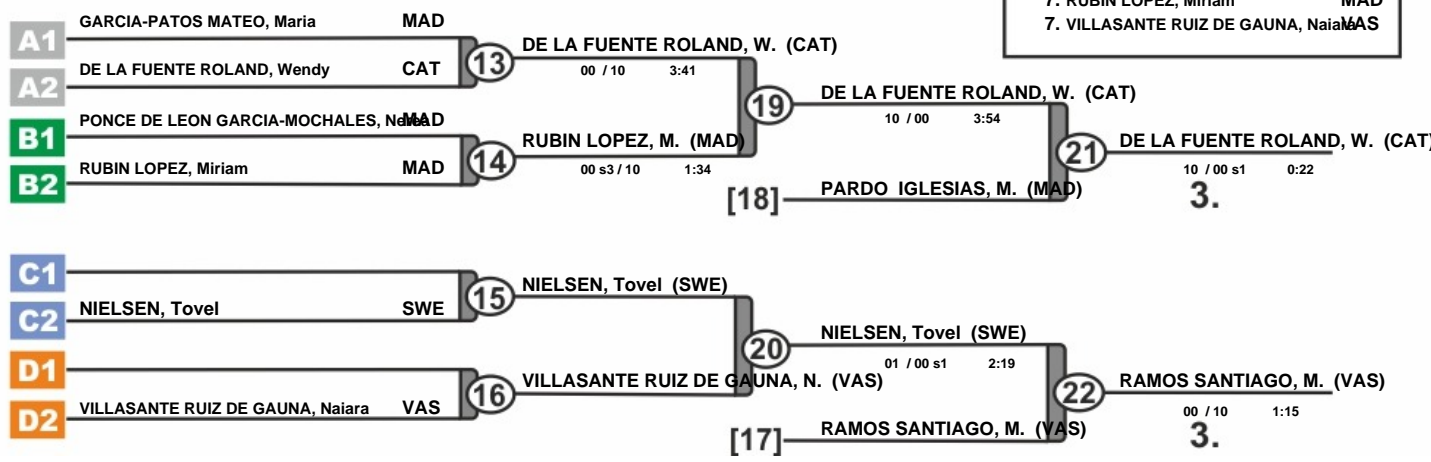 7. RUBIN LOPEZ, Miriam MAD
7. VILLASANTE RUIZ DE GAUNA, Naiara VAS
A1 GARCIA-PATOS MATEO, Maria MAD
A2 DE LA FUENTE ROLAND, Wendy CAT
13 DE LA FUENTE ROLAND, W. (CAT)
00 / 10 3:41
B1 PONCE DE LEON GARCIA-MOCHALES, Nerea MAD
B2 RUBIN LOPEZ, Miriam MAD
14 RUBIN LOPEZ, M. (MAD)
00 s3 / 10 1:34
19 DE LA FUENTE ROLAND, W. (CAT)
10 / 00 3:54
[18] PARDO IGLESIAS, M. (MAD)
21 DE LA FUENTE ROLAND, W. (CAT)
10 / 00 s1 0:22
3.
C1
C2 NIELSEN, Tovel SWE
15 NIELSEN, Tovel (SWE)
D1
D2 VILLASANTE RUIZ DE GAUNA, Naiara VAS
16 VILLASANTE RUIZ DE GAUNA, N. (VAS)
20 NIELSEN, Tovel (SWE)
01 / 00 s1 2:19
[17] RAMOS SANTIAGO, M. (VAS)
22 RAMOS SANTIAGO, M. (VAS)
00 / 10 1:15
3.